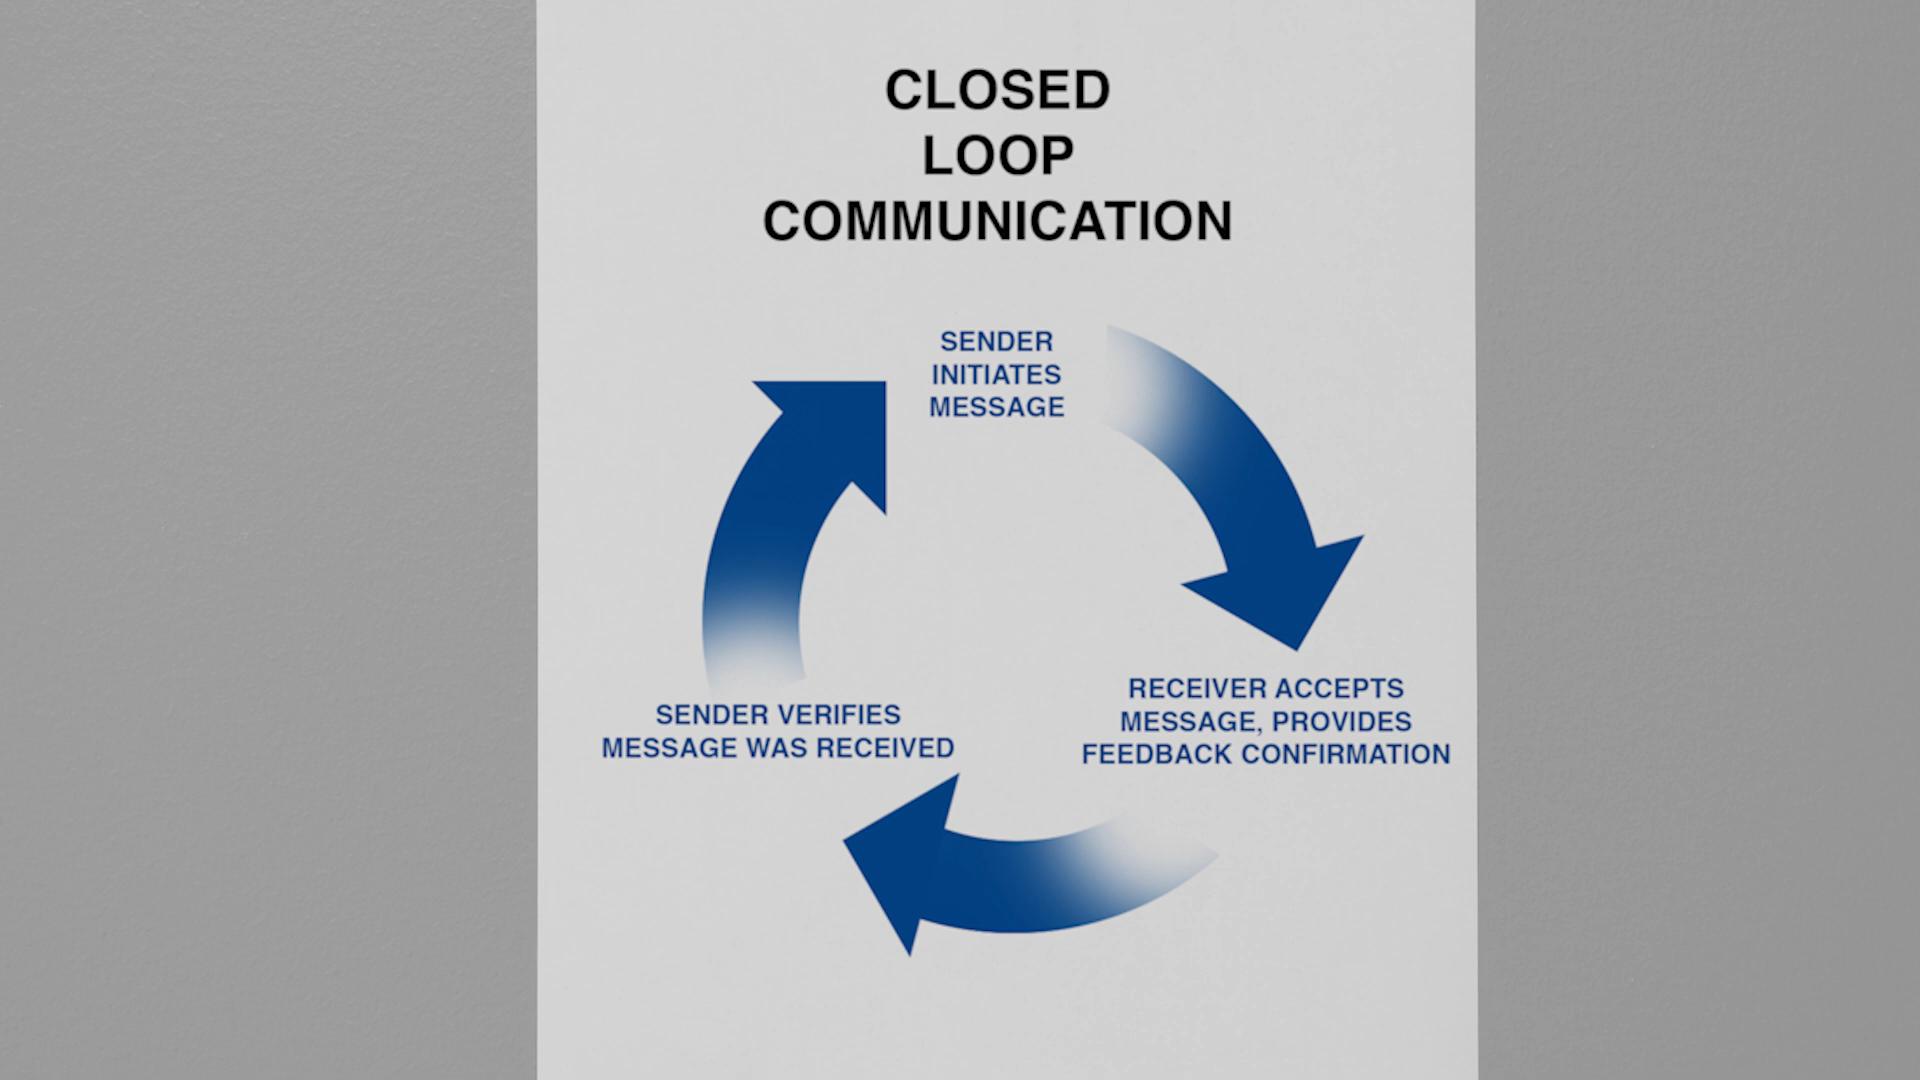 CLOSED
LOOP
COMMUNICATION
SENDER
INITIATES
MESSAGE
RECEIVER ACCEPTS
MESSAGE, PROVIDES
FEEDBACK CONFIRMATION
SENDER VERIFIES
MESSAGE WAS RECEIVED